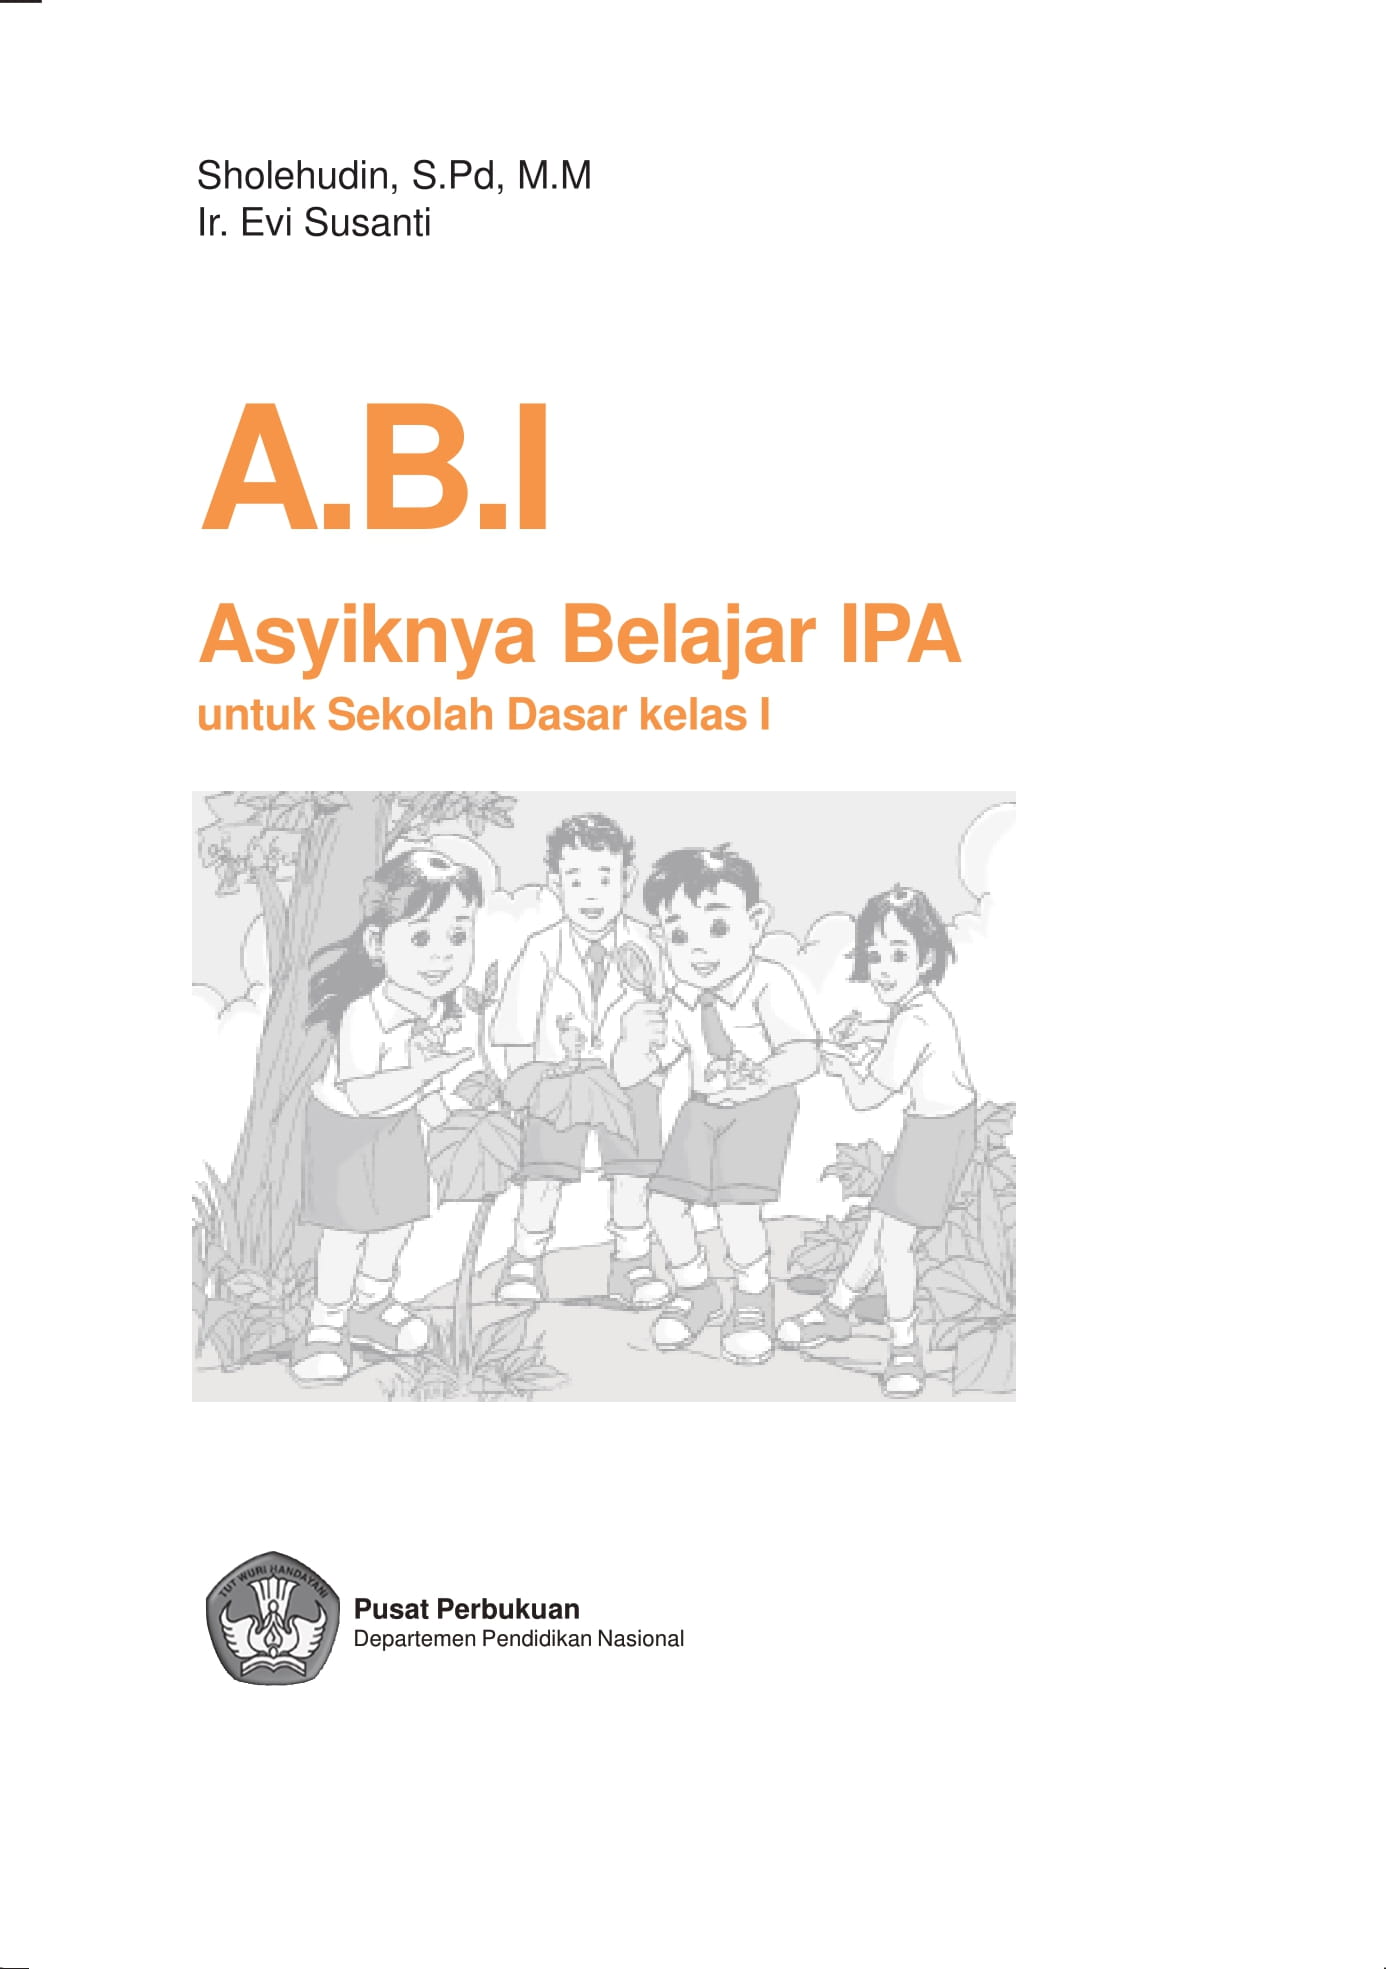 Sholehudin, S.Pd, M.M
Ir. Evi Susanti
A.B.I
Asyiknya Belajar IPA
untuk Sekolah Dasar kelas I
TUT WURI HANDAYANI
Pusat Perbukuan
Departemen Pendidikan Nasional